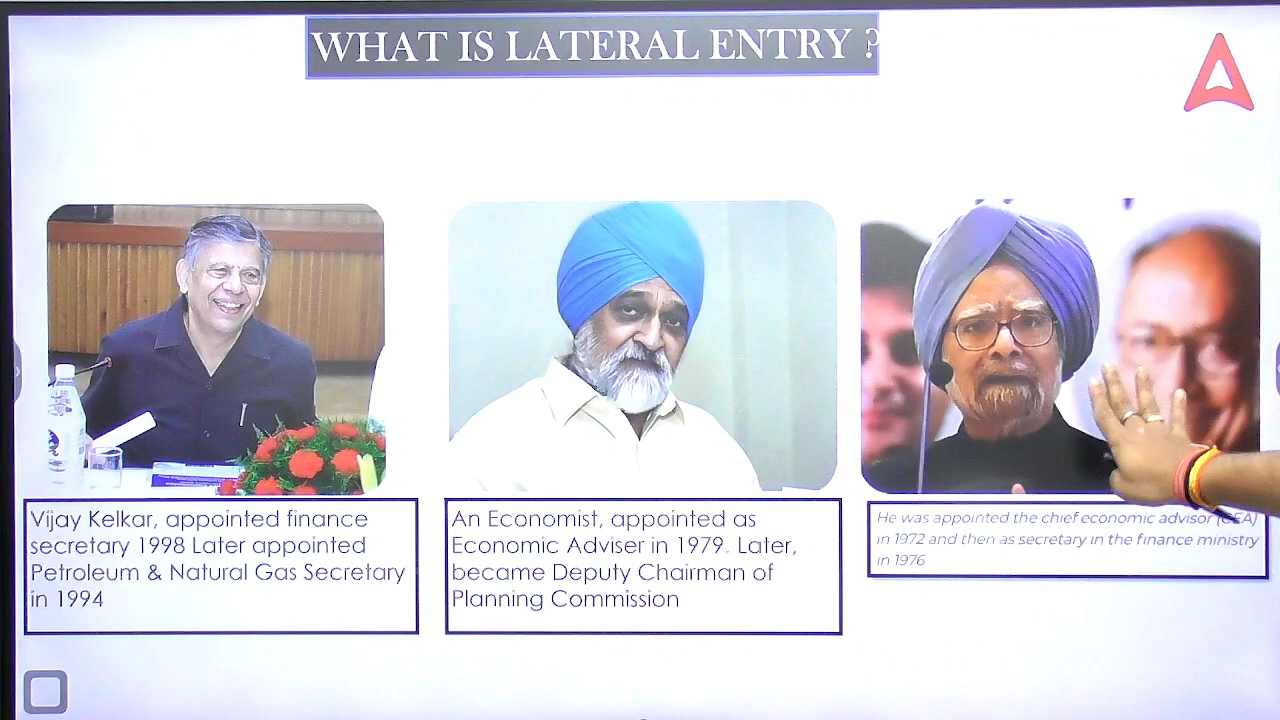 WHAT IS LATERAL ENTRY ?
Vijay Kelkar, appointed finance
secretary 1998 Later appointed
Petroleum & Natural Gas Secretary
in 1994
An Economist, appointed as
Economic Adviser in 1979. Later,
became Deputy Chairman of
Planning Commission
He was appointed the chief economic advisor (CEA)
in 1972 and then as secretary in the finance ministry
in 1976